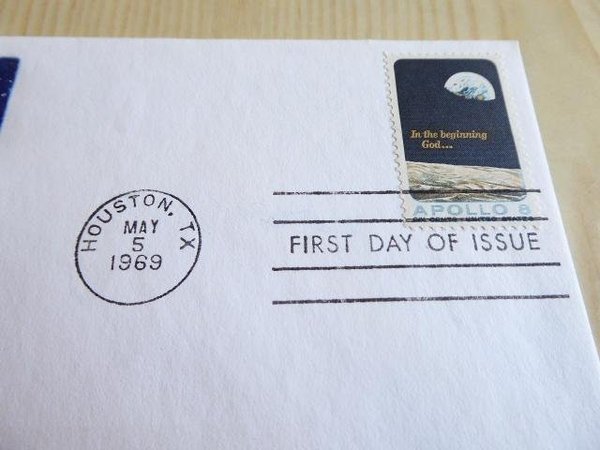 In the beginning
God...
APOLLO 8
HOUSTON, TX
MAY
5
1969
FIRST DAY OF ISSUE